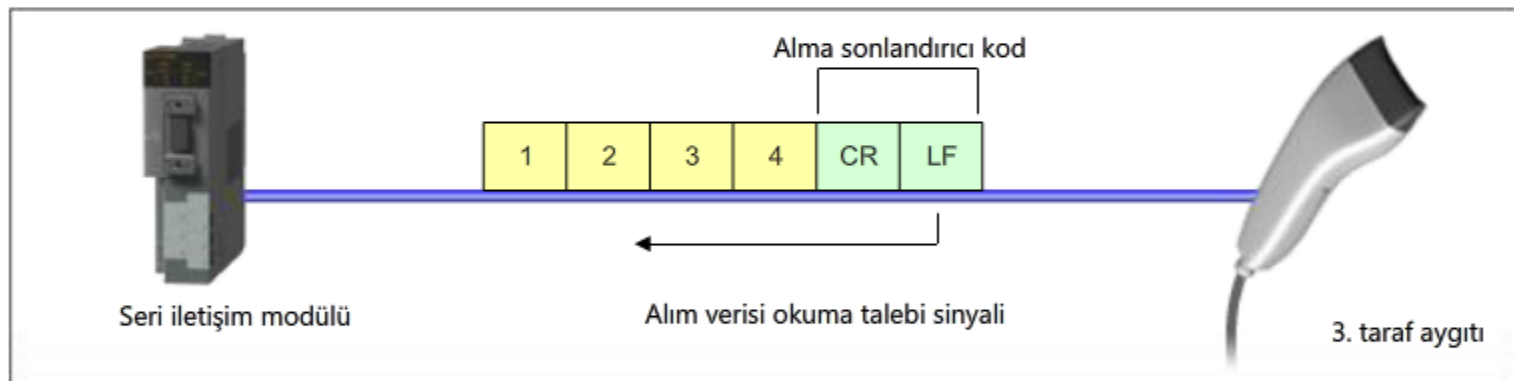 Alma sonlandırıcı kod
1 2 3 4 CR LF
Seri iletişim modülü
Alım verisi okuma talebi sinyali
3. taraf aygıtı